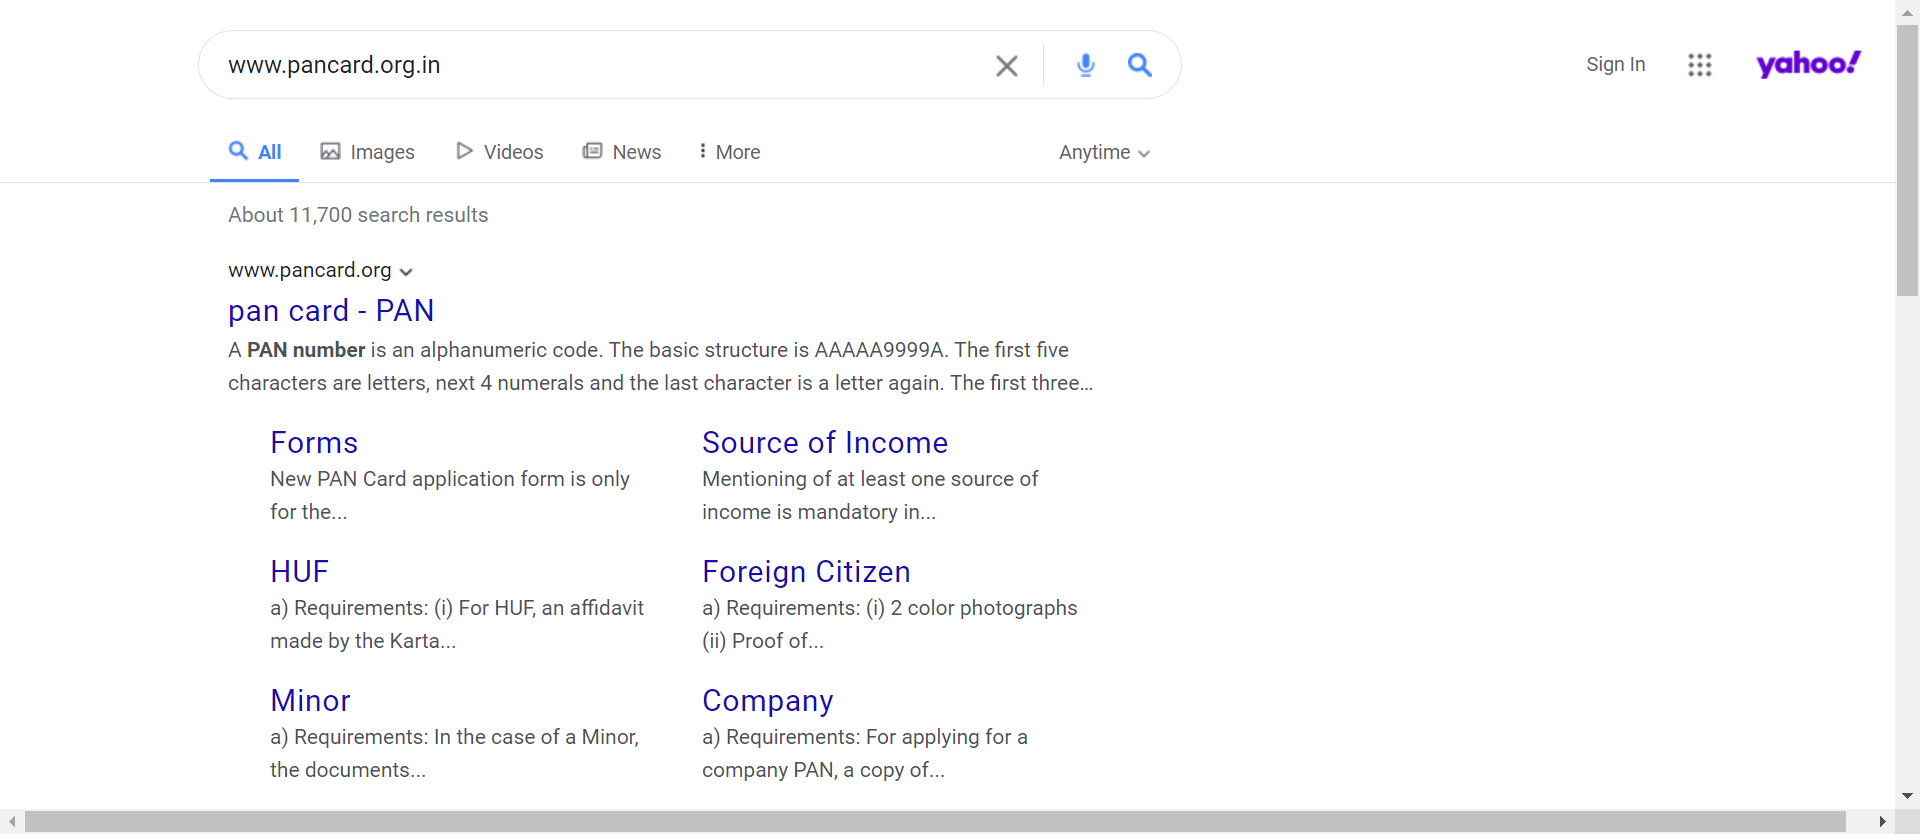 www.pancard.org.in
Sign In
yahoo!
All
Images
Videos
News
More
Anytime
About 11,700 search results
www.pancard.org
pan card - PAN
A PAN number is an alphanumeric code. The basic structure is AAAAA9999A. The first five
characters are letters, next 4 numerals and the last character is a letter again. The first three...
Forms
New PAN Card application form is only
for the...
Source of Income
Mentioning of at least one source of
income is mandatory in...
HUF
a) Requirements: (i) For HUF, an affidavit
made by the Karta...
Foreign Citizen
a) Requirements: (i) 2 color photographs
(ii) Proof of...
Minor
a) Requirements: In the case of a Minor,
the documents...
Company
a) Requirements: For applying for a
company PAN, a copy of...